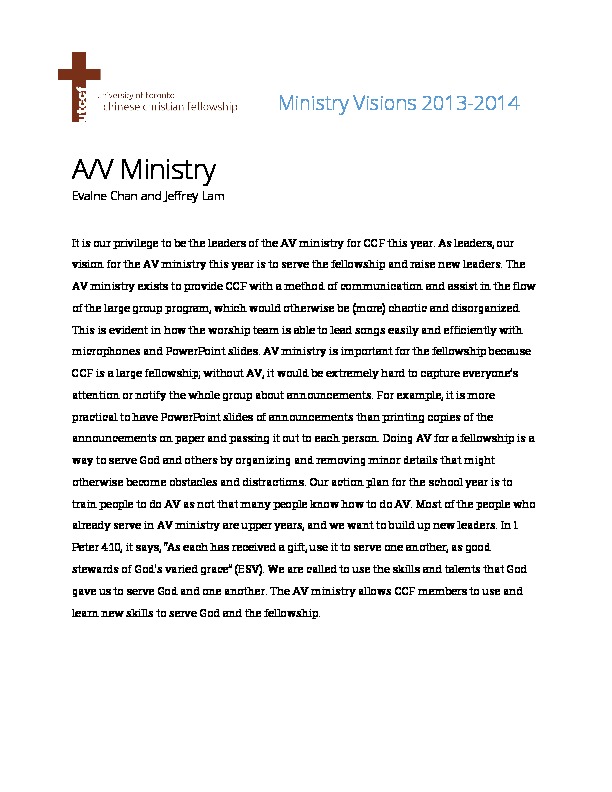 utccf
university of toronto
chinese christian fellowship
Ministry Visions 2013-2014
A/V Ministry
Evalne Chan and Jeffrey Lam
It is our privilege to be the leaders of the AV ministry for CCF this year. As leaders, our
vision for the AV ministry this year is to serve the fellowship and raise new leaders. The
AV ministry exists to provide CCF with a method of communication and assist in the flow
of the large group program, which would otherwise be (more) chaotic and disorganized.
This is evident in how the worship team is able to lead songs easily and efficiently with
microphones and PowerPoint slides. AV ministry is important for the fellowship because
CCF is a large fellowship; without AV, it would be extremely hard to capture everyone's
attention or notify the whole group about announcements. For example, it is more
practical to have PowerPoint slides of announcements than printing copies of the
announcements on paper and passing it out to each person. Doing AV for a fellowship is a
way to serve God and others by organizing and removing minor details that might
otherwise become obstacles and distractions. Our action plan for the school year is to
train people to do AV as not that many people know how to do AV. Most of the people who
already serve in AV ministry are upper years, and we want to build up new leaders. In 1
Peter 4:10, it says, "As each has received a gift, use it to serve one another, as good
stewards of God's varied grace" (ESV). We are called to use the skills and talents that God
gave us to serve God and one another. The AV ministry allows CCF members to use and
learn new skills to serve God and the fellowship.